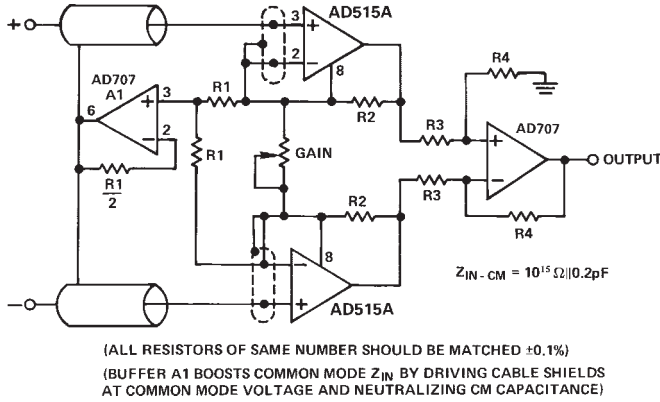 +
AD515A
3
+
2
−
8
AD707
A1
6
3
+
2
−
R1
R1
R1
2
R2
GAIN
R2
8
−
+
AD515A
−
R3
R3
R4
AD707
+
−
OUTPUT
R4
Z_IN-CM = 10^15 Ω||0.2pF
(ALL RESISTORS OF SAME NUMBER SHOULD BE MATCHED ±0.1%)
(BUFFER A1 BOOSTS COMMON MODE Z_IN BY DRIVING CABLE SHIELDS
AT COMMON MODE VOLTAGE AND NEUTRALIZING CM CAPACITANCE)